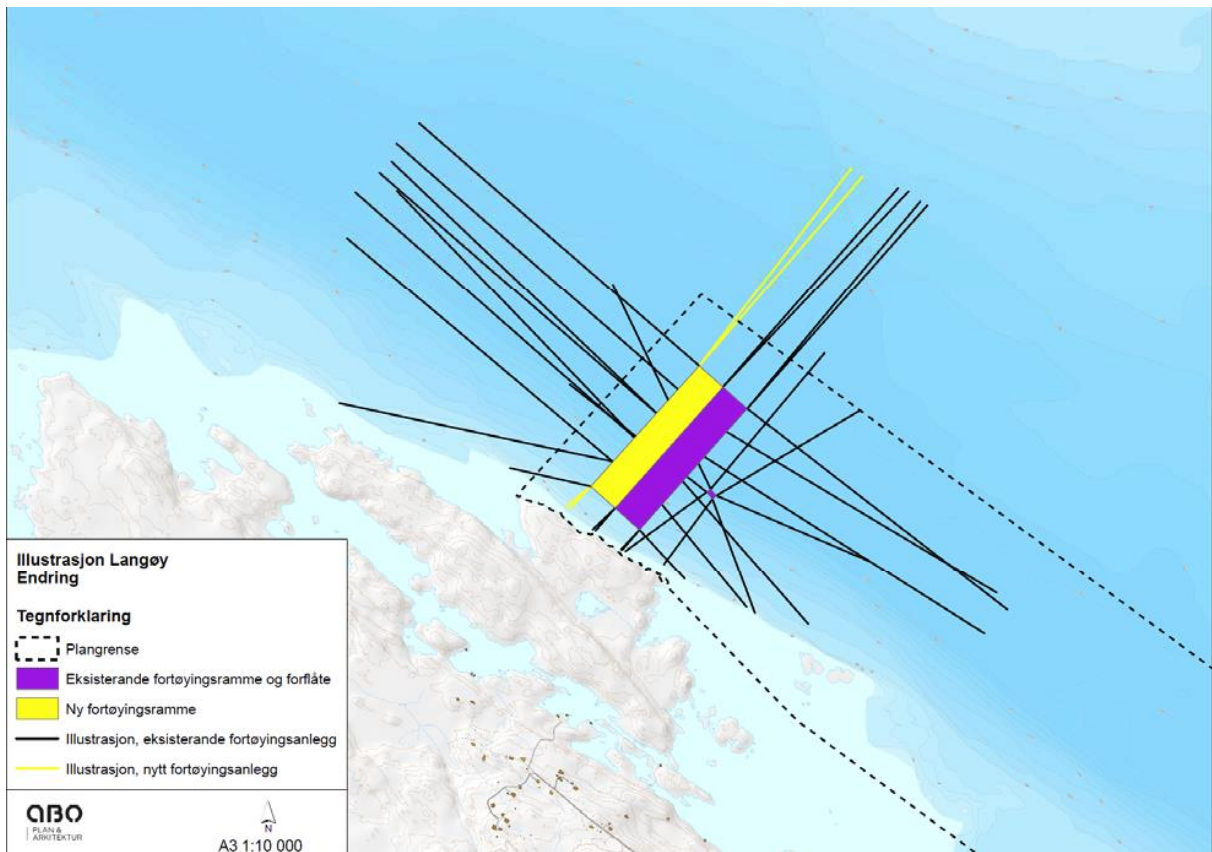 Illustrasjon Langøy
Endring
Tegnforklaring
Plangrense
Eksisterande fortøyingsramme og forflåte
Ny fortøyingsramme
Illustrasjon, eksisterande fortøyingsanlegg
Illustrasjon, nytt fortøyingsanlegg
abo
PLAN &
ARKITEKTUR
N
A3 1:10 000